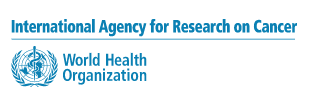 International Agency for Research on Cancer
World Health
Organization